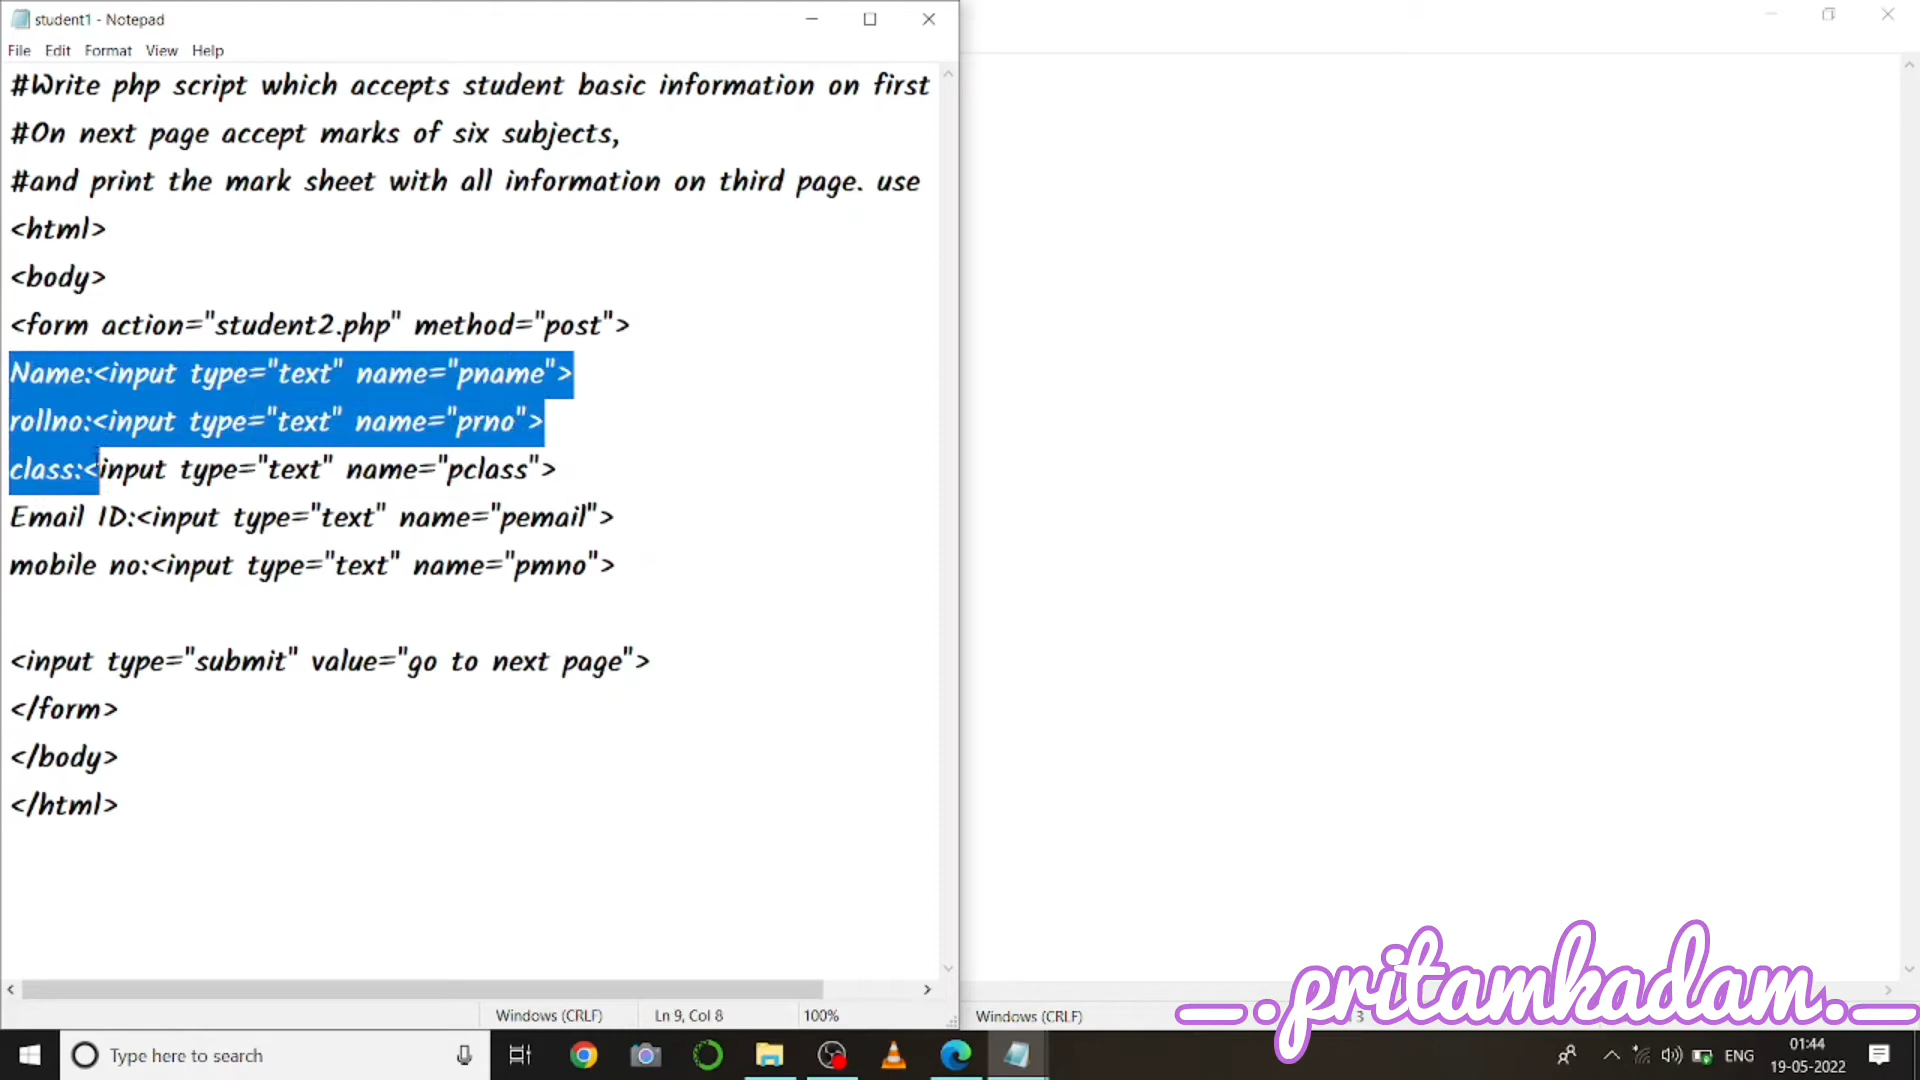 student1 - Notepad
File Edit Format View Help
#Write php script which accepts student basic information on first
#On next page accept marks of six subjects,
#and print the mark sheet with all information on third page. use
<html>
<body>
<form action="student2.php" method="post">
Name:<input type="text" name="pname">
rollno:<input type="text" name="prno">
class:<input type="text" name="pclass">
Email ID:<input type="text" name="pemail">
mobile no:<input type="text" name="pmno">
<input type="submit" value="go to next page">
</form>
</body>
</html>
Windows (CRLF) Ln 9, Col 8 100%
Windows (CRLF)
_.pritamkadam._
Type here to search
ENG
01:44
19-05-2022